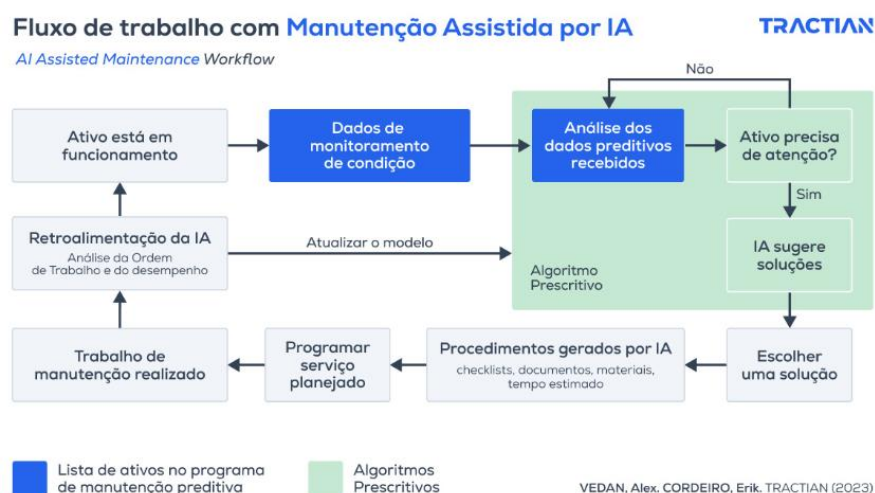 Fluxo de trabalho com Manutenção Assistida por IA
TRACTIAN
AI Assisted Maintenance Workflow
Não
Ativo está em
funcionamento
Dados de
monitoramento
de condição
Análise dos
dados preditivos
recebidos
Ativo precisa
de atenção?
Sim
Retroalimentação da IA
Análise da Ordem
de Trabalho e do desempenho
Atualizar o modelo
Algoritmo
Prescritivo
IA sugere
soluções
Trabalho de
manutenção realizado
Programar
serviço
planejado
Procedimentos gerados por IA
checklists, documentos, materiais,
tempo estimado
Escolher
uma solução
Lista de ativos no programa
de manutenção preditiva
Algoritmos
Prescritivos
VEDAN, Alex. CORDEIRO, Erik. TRACTIAN (2023)